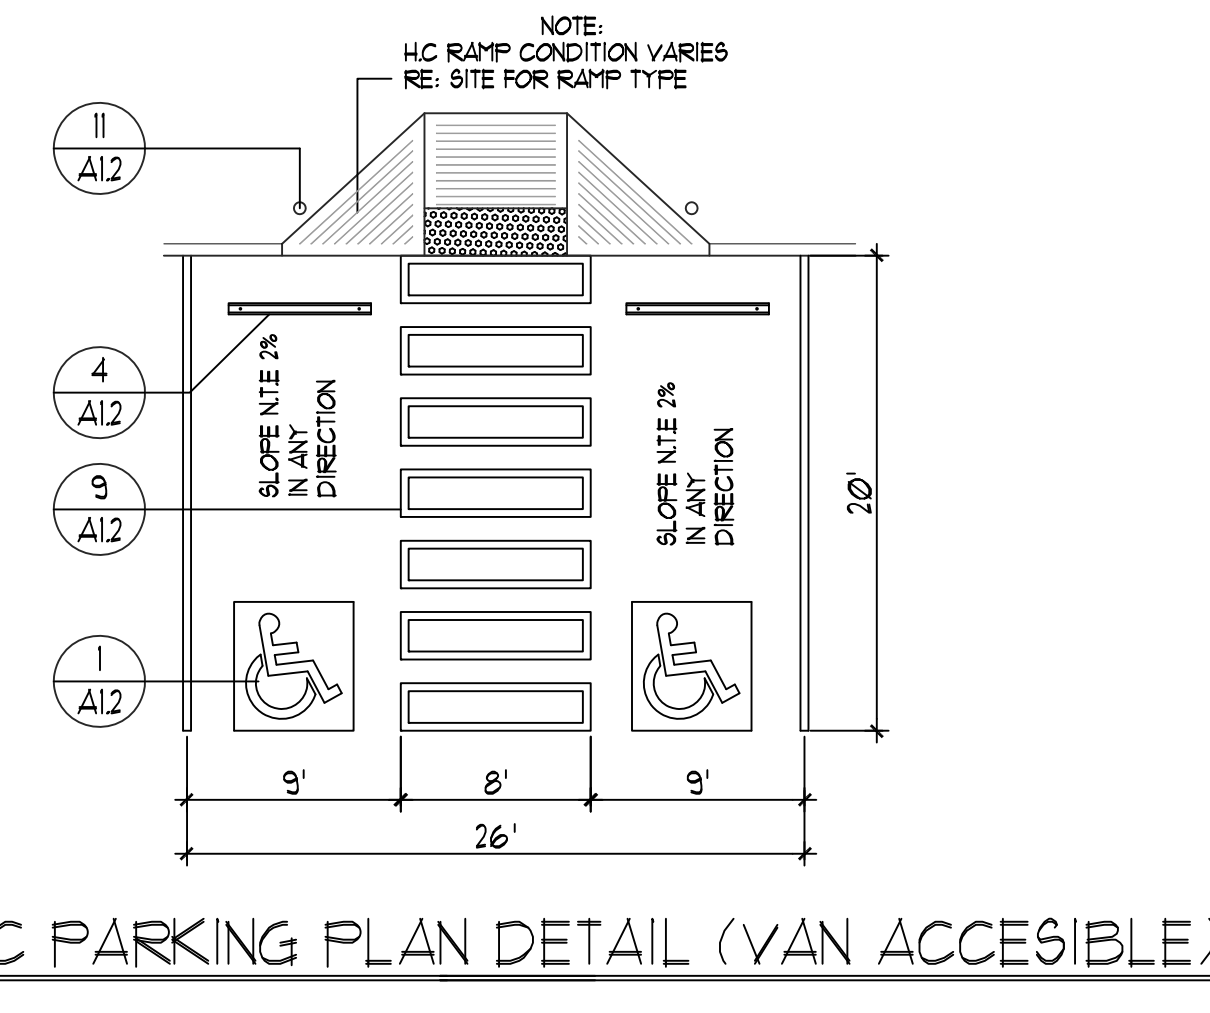 NOTE:
H.C RAMP CONDITION VARIES
RE: SITE FOR RAMP TYPE
11
A1.2
4
A1.2
SLOPE N.T.E 2%
IN ANY
DIRECTION
SLOPE N.T.E 2%
IN ANY
DIRECTION
9
A1.2
20'
1
A1.2
9'
8'
9'
26'
C PARKING PLAN DETAIL (VAN ACCESIBLE)